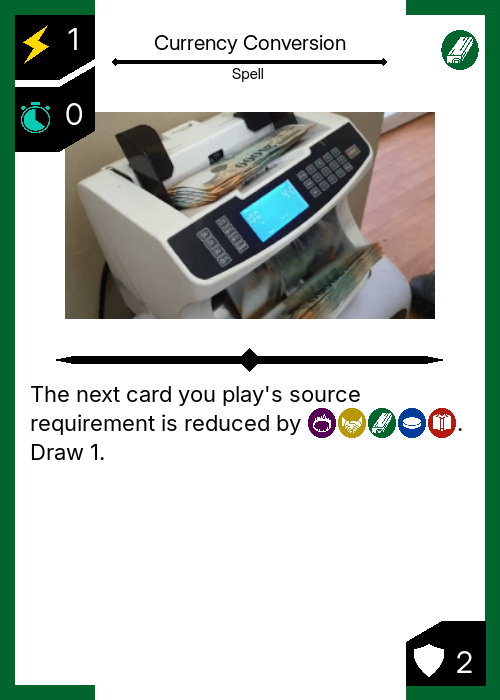 1
Currency Conversion
Spell
0
The next card you play's source
requirement is reduced by .
Draw 1.
2